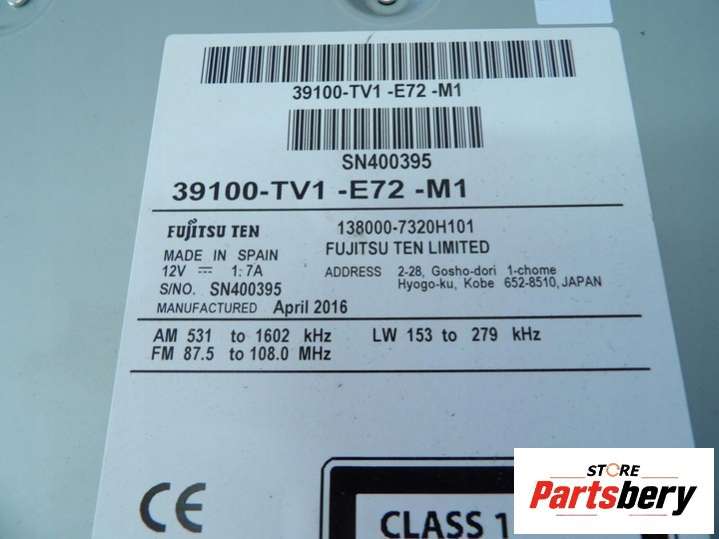 39100-TV1 -E72 -M1
SN400395
39100-TV1 -E72 -M1
FUJITSU TEN 138000-7320H101
MADE IN SPAIN FUJITSU TEN LIMITED
12V 1.7A ADDRESS 2-28, Gosho-dori 1-chome
S/NO. SN400395 Hyogo-ku, Kobe 652-8510, JAPAN
MANUFACTURED April 2016
AM 531 to 1602 kHz LW 153 to 279 kHz
FM 87.5 to 108.0 MHz
CE
CLASS 1
STORE
Partsbery